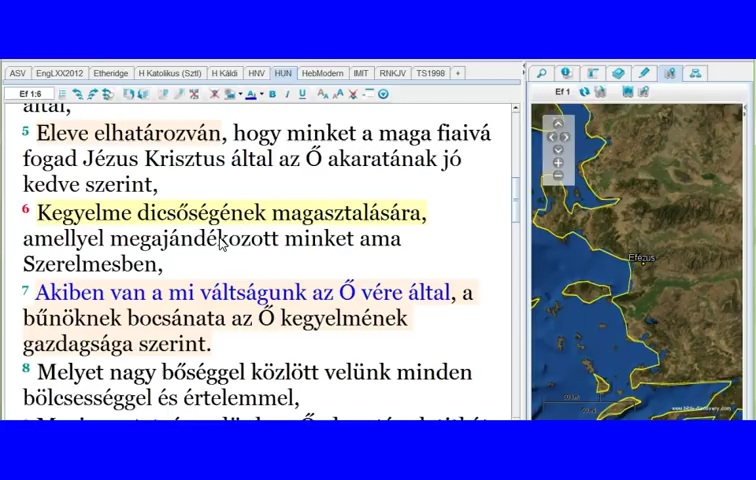 ASV EngLXX2012 Etheridge H Katolikus (Sztl) H Káldi HNV HUN HebModern IMIT RNKJV TS1998 +
Ef 1:6
Ef 1
által,
5 Eleve elhatározván, hogy minket a maga fiaivá
fogad Jézus Krisztus által az Ő akaratának jó
kedve szerint,
6 Kegyelme dicsőségének magasztalására,
amellyel megajándékozott minket ama
Szerelmesben,
7 Akiben van a mi váltságunk az Ő vére által, a
bűnöknek bocsánata az Ő kegyelmének
gazdagsága szerint.
8 Melyet nagy bőséggel közlött velünk minden
bölcsességgel és értelemmel,
Efezus